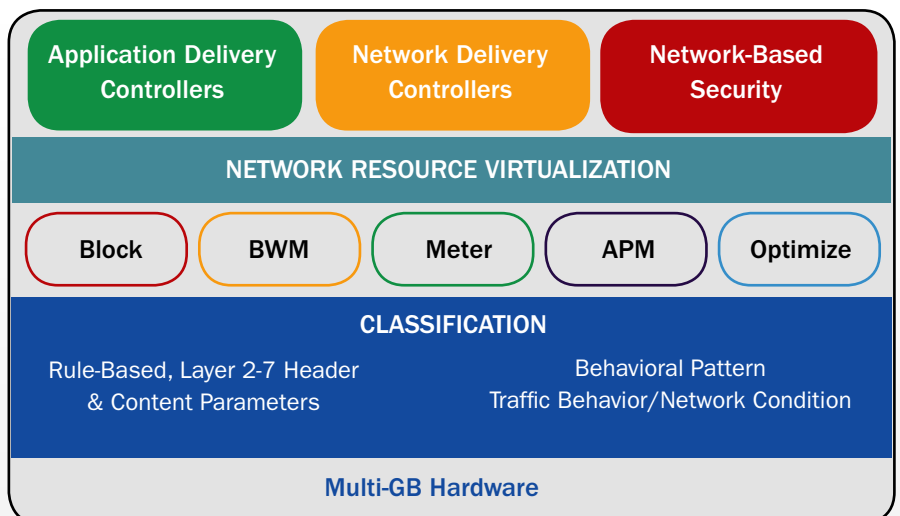 Application Delivery
Controllers
Network Delivery
Controllers
Network-Based
Security
NETWORK RESOURCE VIRTUALIZATION
Block
BWM
Meter
APM
Optimize
CLASSIFICATION
Rule-Based, Layer 2-7 Header
& Content Parameters
Behavioral Pattern
Traffic Behavior/Network Condition
Multi-GB Hardware